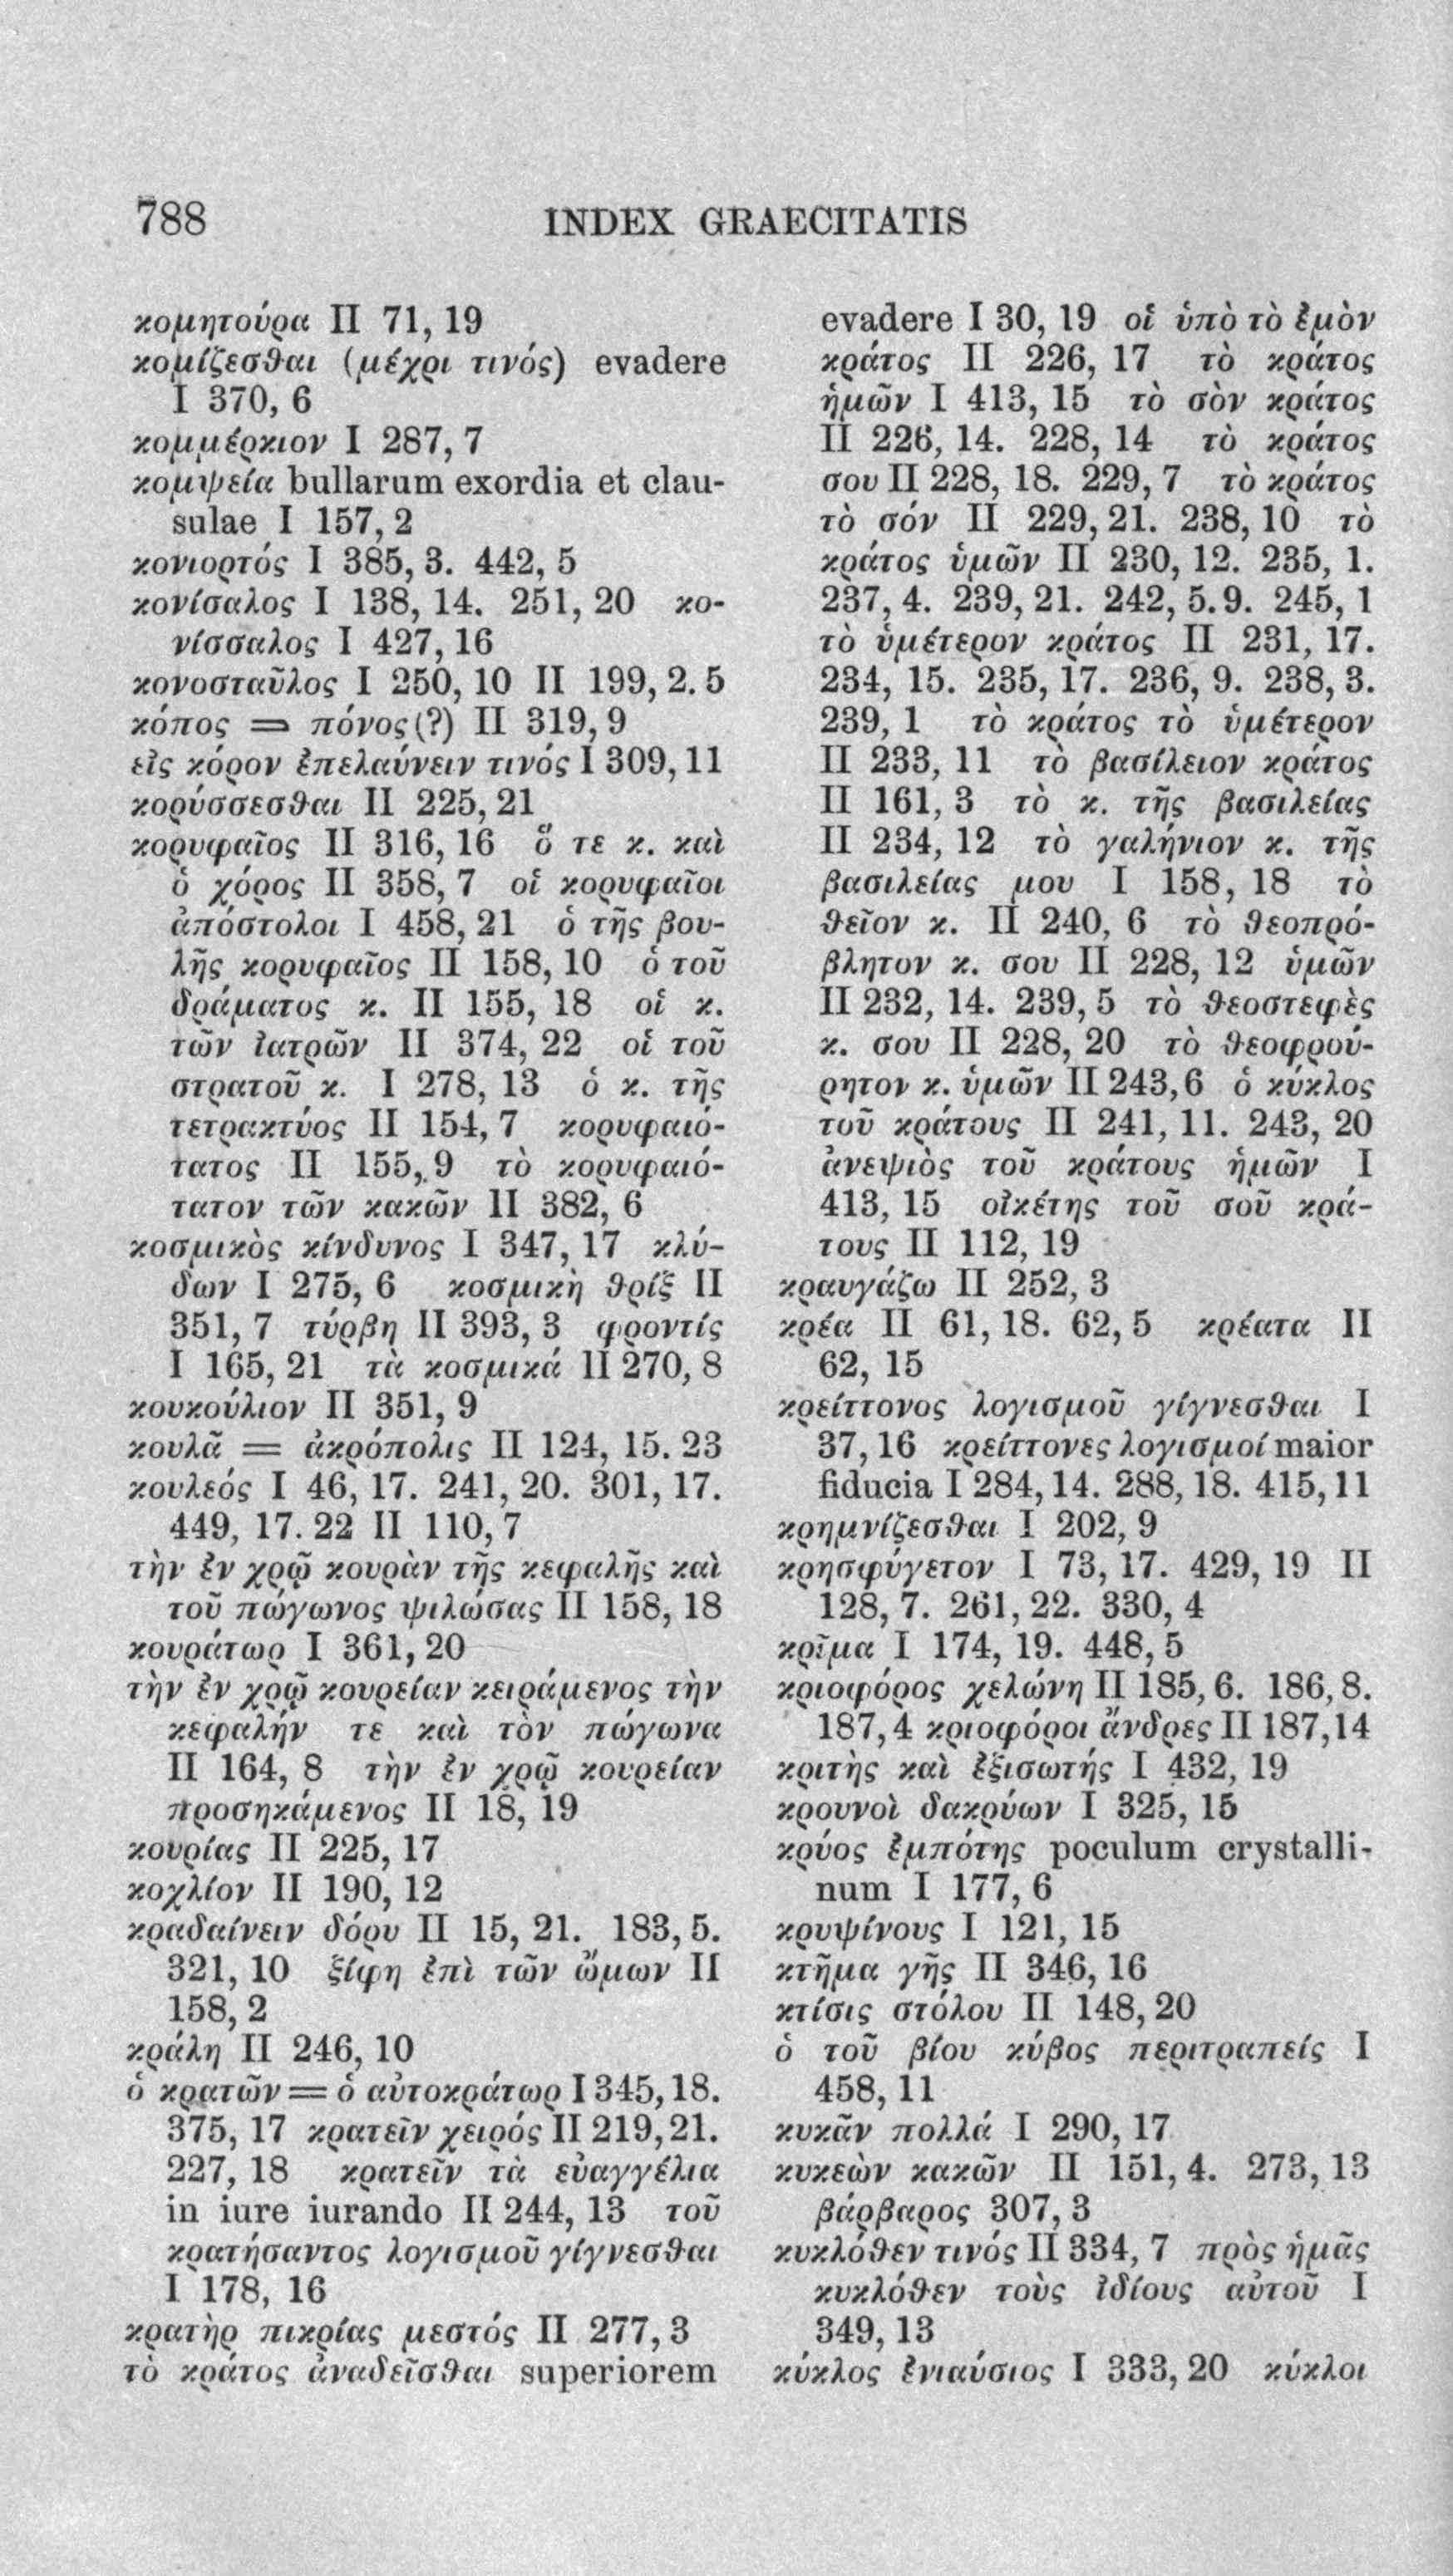 788
INDEX GRAECITATIS
κομητούρα II 71, 19
κομίζεσθαι (μέχρι τινός) evadere
I 370, 6
κομμέρκιον I 287, 7
κομψεία bullarum exordia et clau-
sulae I 157, 2
κονιορτός I 385, 3. 442, 5
κονίσαλος I 138, 14. 251, 20 κο-
νίσσαλος I 427, 16
κονοσταῦλος I 250, 10 II 199, 2. 5
κόπος = πόνος (?) II 319, 9
εἰς κόρον ἐπελαύνειν τινός I 309, 11
κορύσσεσθαι II 225, 21
κορυφαῖος II 316, 16 ὅ τε κ. καὶ
ὁ χόρος II 358, 7 οἱ κορυφαῖοι
ἀπόστολοι I 458, 21 ὁ τῆς βου-
λῆς κορυφαῖος II 158, 10 ὁ τοῦ
δράματος κ. II 155, 18 οἱ κ.
τῶν ἰατρῶν II 374, 22 οἱ τοῦ
στρατοῦ κ. I 278, 13 ὁ κ. τῆς
τετρακτύος II 154, 7 κορυφαιό-
τατος II 155, 9 τὸ κορυφαιό-
τατον τῶν κακῶν II 382, 6
κοσμικὸς κίνδυνος I 347, 17 κλύ-
δων I 275, 6 κοσμικὴ θρίξ II
351, 7 τύρβη II 393, 3 φροντίς
I 165, 21 τὰ κοσμικά II 270, 8
κουκούλιον II 351, 9
κουλᾶ = ἀκρόπολις II 124, 15. 23
κουλεός I 46, 17. 241, 20. 301, 17.
449, 17. 22 II 110, 7
τὴν ἐν χρῷ κουρὰν τῆς κεφαλῆς καὶ
τοῦ πώγωνος ψιλώσας II 158, 18
κουράτωρ I 361, 20
τὴν ἐν χρῷ κουρείαν κειράμενος τὴν
κεφαλήν τε καὶ τὸν πώγωνα
II 164, 8 τὴν ἐν χρῷ κουρείαν
προσηκάμενος II 18, 19
κουρίας II 225, 17
κοχλίον II 190, 12
κραδαίνειν δόρυ II 15, 21. 183, 5.
321, 10 ξίφη ἐπὶ τῶν ὤμων II
158, 2
κράλη II 246, 10
ὁ κρατῶν = ὁ αὐτοκράτωρ I 345, 18.
375, 17 κρατεῖν χειρός II 219, 21.
227, 18 κρατεῖν τὰ εὐαγγέλια
in iure iurando II 244, 13 τοῦ
κρατήσαντος λογισμοῦ γίγνεσθαι
I 178, 16
κρατὴρ πικρίας μεστός II 277, 3
τὸ κράτος ἀναδεῖσθαι superiorem
evadere I 30, 19 οἱ ὑπὸ τὸ ἐμὸν
κράτος II 226, 17 τὸ κράτος
ἡμῶν I 413, 15 τὸ σὸν κράτος
II 226, 14. 228, 14 τὸ κράτος
σου II 228, 18. 229, 7 τὸ κράτος
τὸ σόν II 229, 21. 238, 10 τὸ
κράτος ὑμῶν II 230, 12. 235, 1.
237, 4. 239, 21. 242, 5. 9. 245, 1
τὸ ὑμέτερον κράτος II 231, 17.
234, 15. 235, 17. 236, 9. 238, 3.
239, 1 τὸ κράτος τὸ ὑμέτερον
II 233, 11 τὸ βασίλειον κράτος
II 161, 3 τὸ κ. τῆς βασιλείας
II 234, 12 τὸ γαλήνιον κ. τῆς
βασιλείας μου I 158, 18 τὸ
θεῖον κ. II 240, 6 τὸ θεοπρό-
βλητον κ. σου II 228, 12 ὑμῶν
II 232, 14. 239, 5 τὸ θεοστεφὲς
κ. σου II 228, 20 τὸ θεοφρού-
ρητον κ. ὑμῶν II 243, 6 ὁ κύκλος
τοῦ κράτους II 241, 11. 243, 20
ἀνεψιὸς τοῦ κράτους ἡμῶν I
413, 15 οἰκέτης τοῦ σοῦ κρά-
τους II 112, 19
κραυγάζω II 252, 3
κρέα II 61, 18. 62, 5 κρέατα II
62, 15
κρείττονος λογισμοῦ γίγνεσθαι I
37, 16 κρείττονες λογισμοί maior
fiducia I 284, 14. 288, 18. 415, 11
κρημνίζεσθαι I 202, 9
κρησφύγετον I 73, 17. 429, 19 II
128, 7. 261, 22. 330, 4
κρῖμα I 174, 19. 448, 5
κριοφόρος χελώνη II 185, 6. 186, 8.
187, 4 κριοφόροι ἄνδρες II 187, 14
κριτὴς καὶ ἐξισωτής I 432, 19
κρουνοὶ δακρύων I 325, 15
κρύος ἐμπότης poculum crystalli-
num I 177, 6
κρυψίνους I 121, 15
κτῆμα γῆς II 346, 16
κτίσις στόλου II 148, 20
ὁ τοῦ βίου κύβος περιτραπείς I
458, 11
κυκᾶν πολλά I 290, 17
κυκεὼν κακῶν II 151, 4. 273, 13
βάρβαρος 307, 3
κυκλόθεν τινός II 334, 7 πρὸς ἡμᾶς
κυκλόθεν τοὺς ἰδίους αὐτοῦ I
349, 13
κύκλος ἐνιαύσιος I 333, 20 κύκλοι